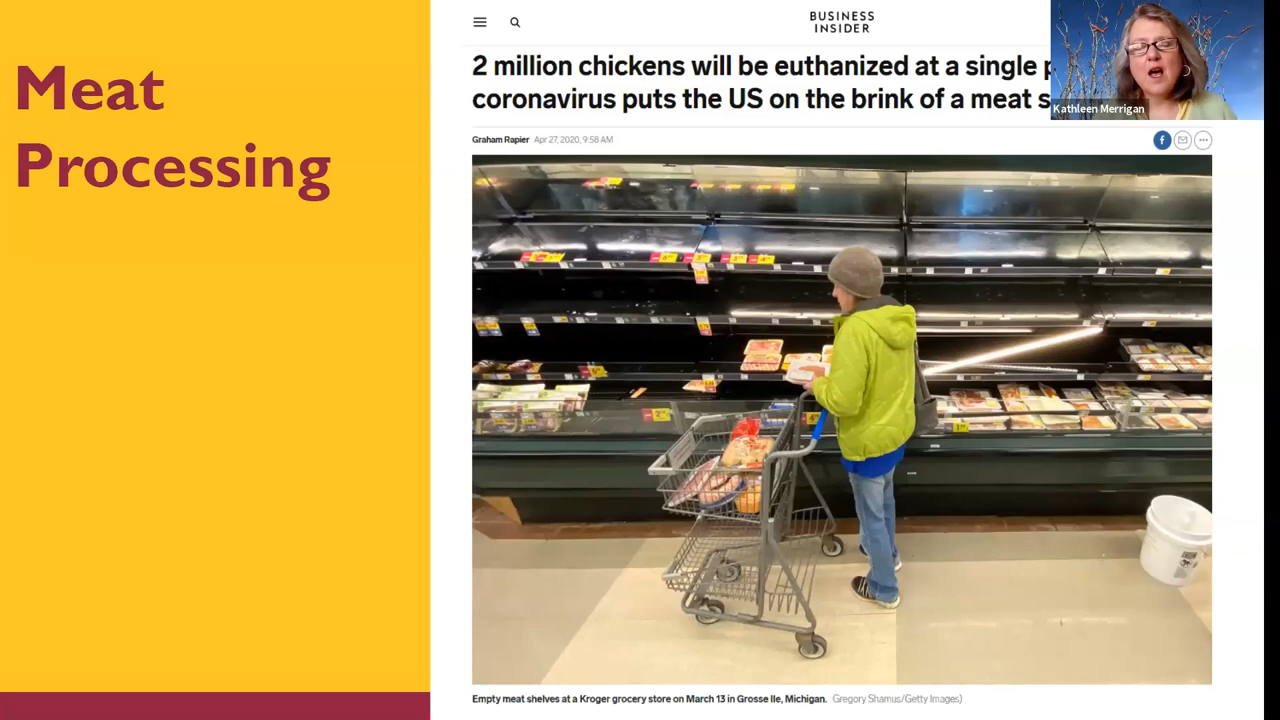 Meat
Processing
BUSINESS
INSIDER
2 million chickens will be euthanized at a single
coronavirus puts the US on the brink of a meat
Graham Rapier Apr 27, 2020, 9:58 AM
Kathleen Merrigan
Empty meat shelves at a Kroger grocery store on March 13 in Grosse Ile, Michigan. Gregory Shamus/Getty Images)